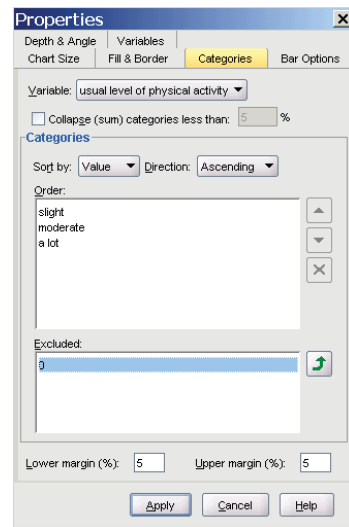 Properties
Depth & Angle Variables
Chart Size Fill & Border Categories Bar Options
Variable: usual level of physical activity
Collapse (sum) categories less than: 5 %
Categories
Sort by: Value Direction: Ascending
Order:
slight
moderate
a lot
Excluded:
0
Lower margin (%): 5 Upper margin (%): 5
Apply Cancel Help